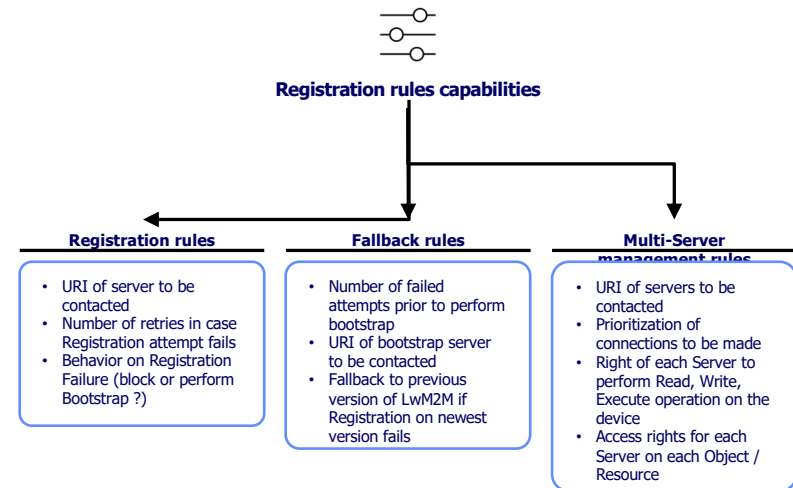 Registration rules capabilities
Registration rules
• URI of server to be
contacted
• Number of retries in case
Registration attempt fails
• Behavior on Registration
Failure (block or perform
Bootstrap ?)
Fallback rules
• Number of failed
attempts prior to perform
bootstrap
• URI of bootstrap server
to be contacted
• Fallback to previous
version of LwM2M if
Registration on newest
version fails
Multi-Server
management rules
• URI of servers to be
contacted
• Prioritization of
connections to be made
• Right of each Server to
perform Read, Write,
Execute operation on the
device
• Access rights for each
Server on each Object /
Resource